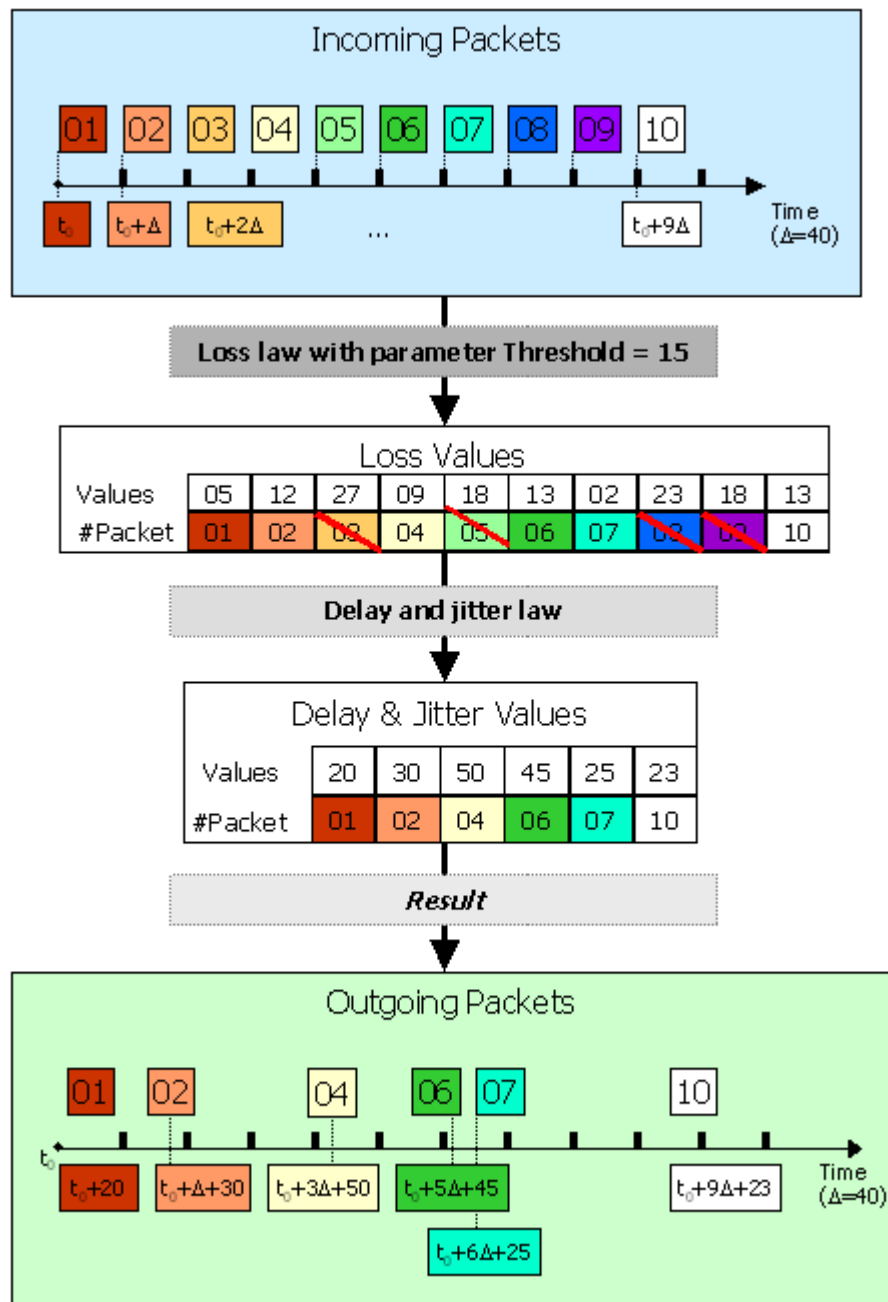 Incoming Packets
01 02 03 04 05 06 07 08 09 10
t₀ t₀+Δ t₀+2Δ ... t₀+9Δ
Time
(Δ=40)
Loss law with parameter Threshold = 15
Loss Values
Values 05 12 27 09 18 13 02 23 18 13
#Packet 01 02 03 04 05 06 07 08 09 10
Delay and jitter law
Delay & Jitter Values
Values 20 30 50 45 25 23
#Packet 01 02 04 06 07 10
Result
Outgoing Packets
01 02 04 06 07 10
t₀
t₀+20 t₀+Δ+30 t₀+3Δ+50 t₀+5Δ+45 t₀+9Δ+23
Time
(Δ=40)
t₀+6Δ+25